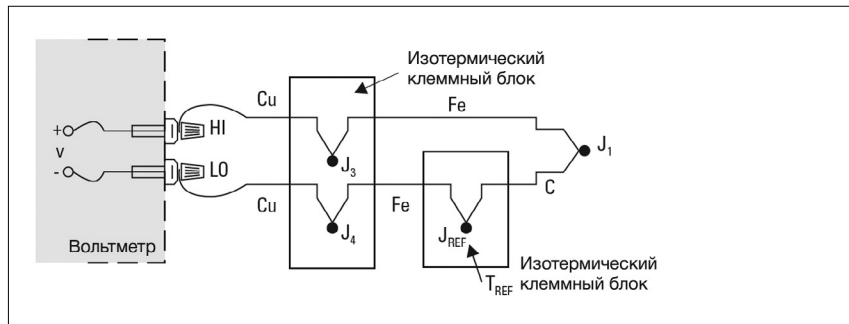 Изотермический
клеммный блок
Cu
Fe
HI
+
J3
J1
V
-
LO
C
Cu
Fe
J4
JREF
Вольтметр
TREF
Изотермический
клеммный блок